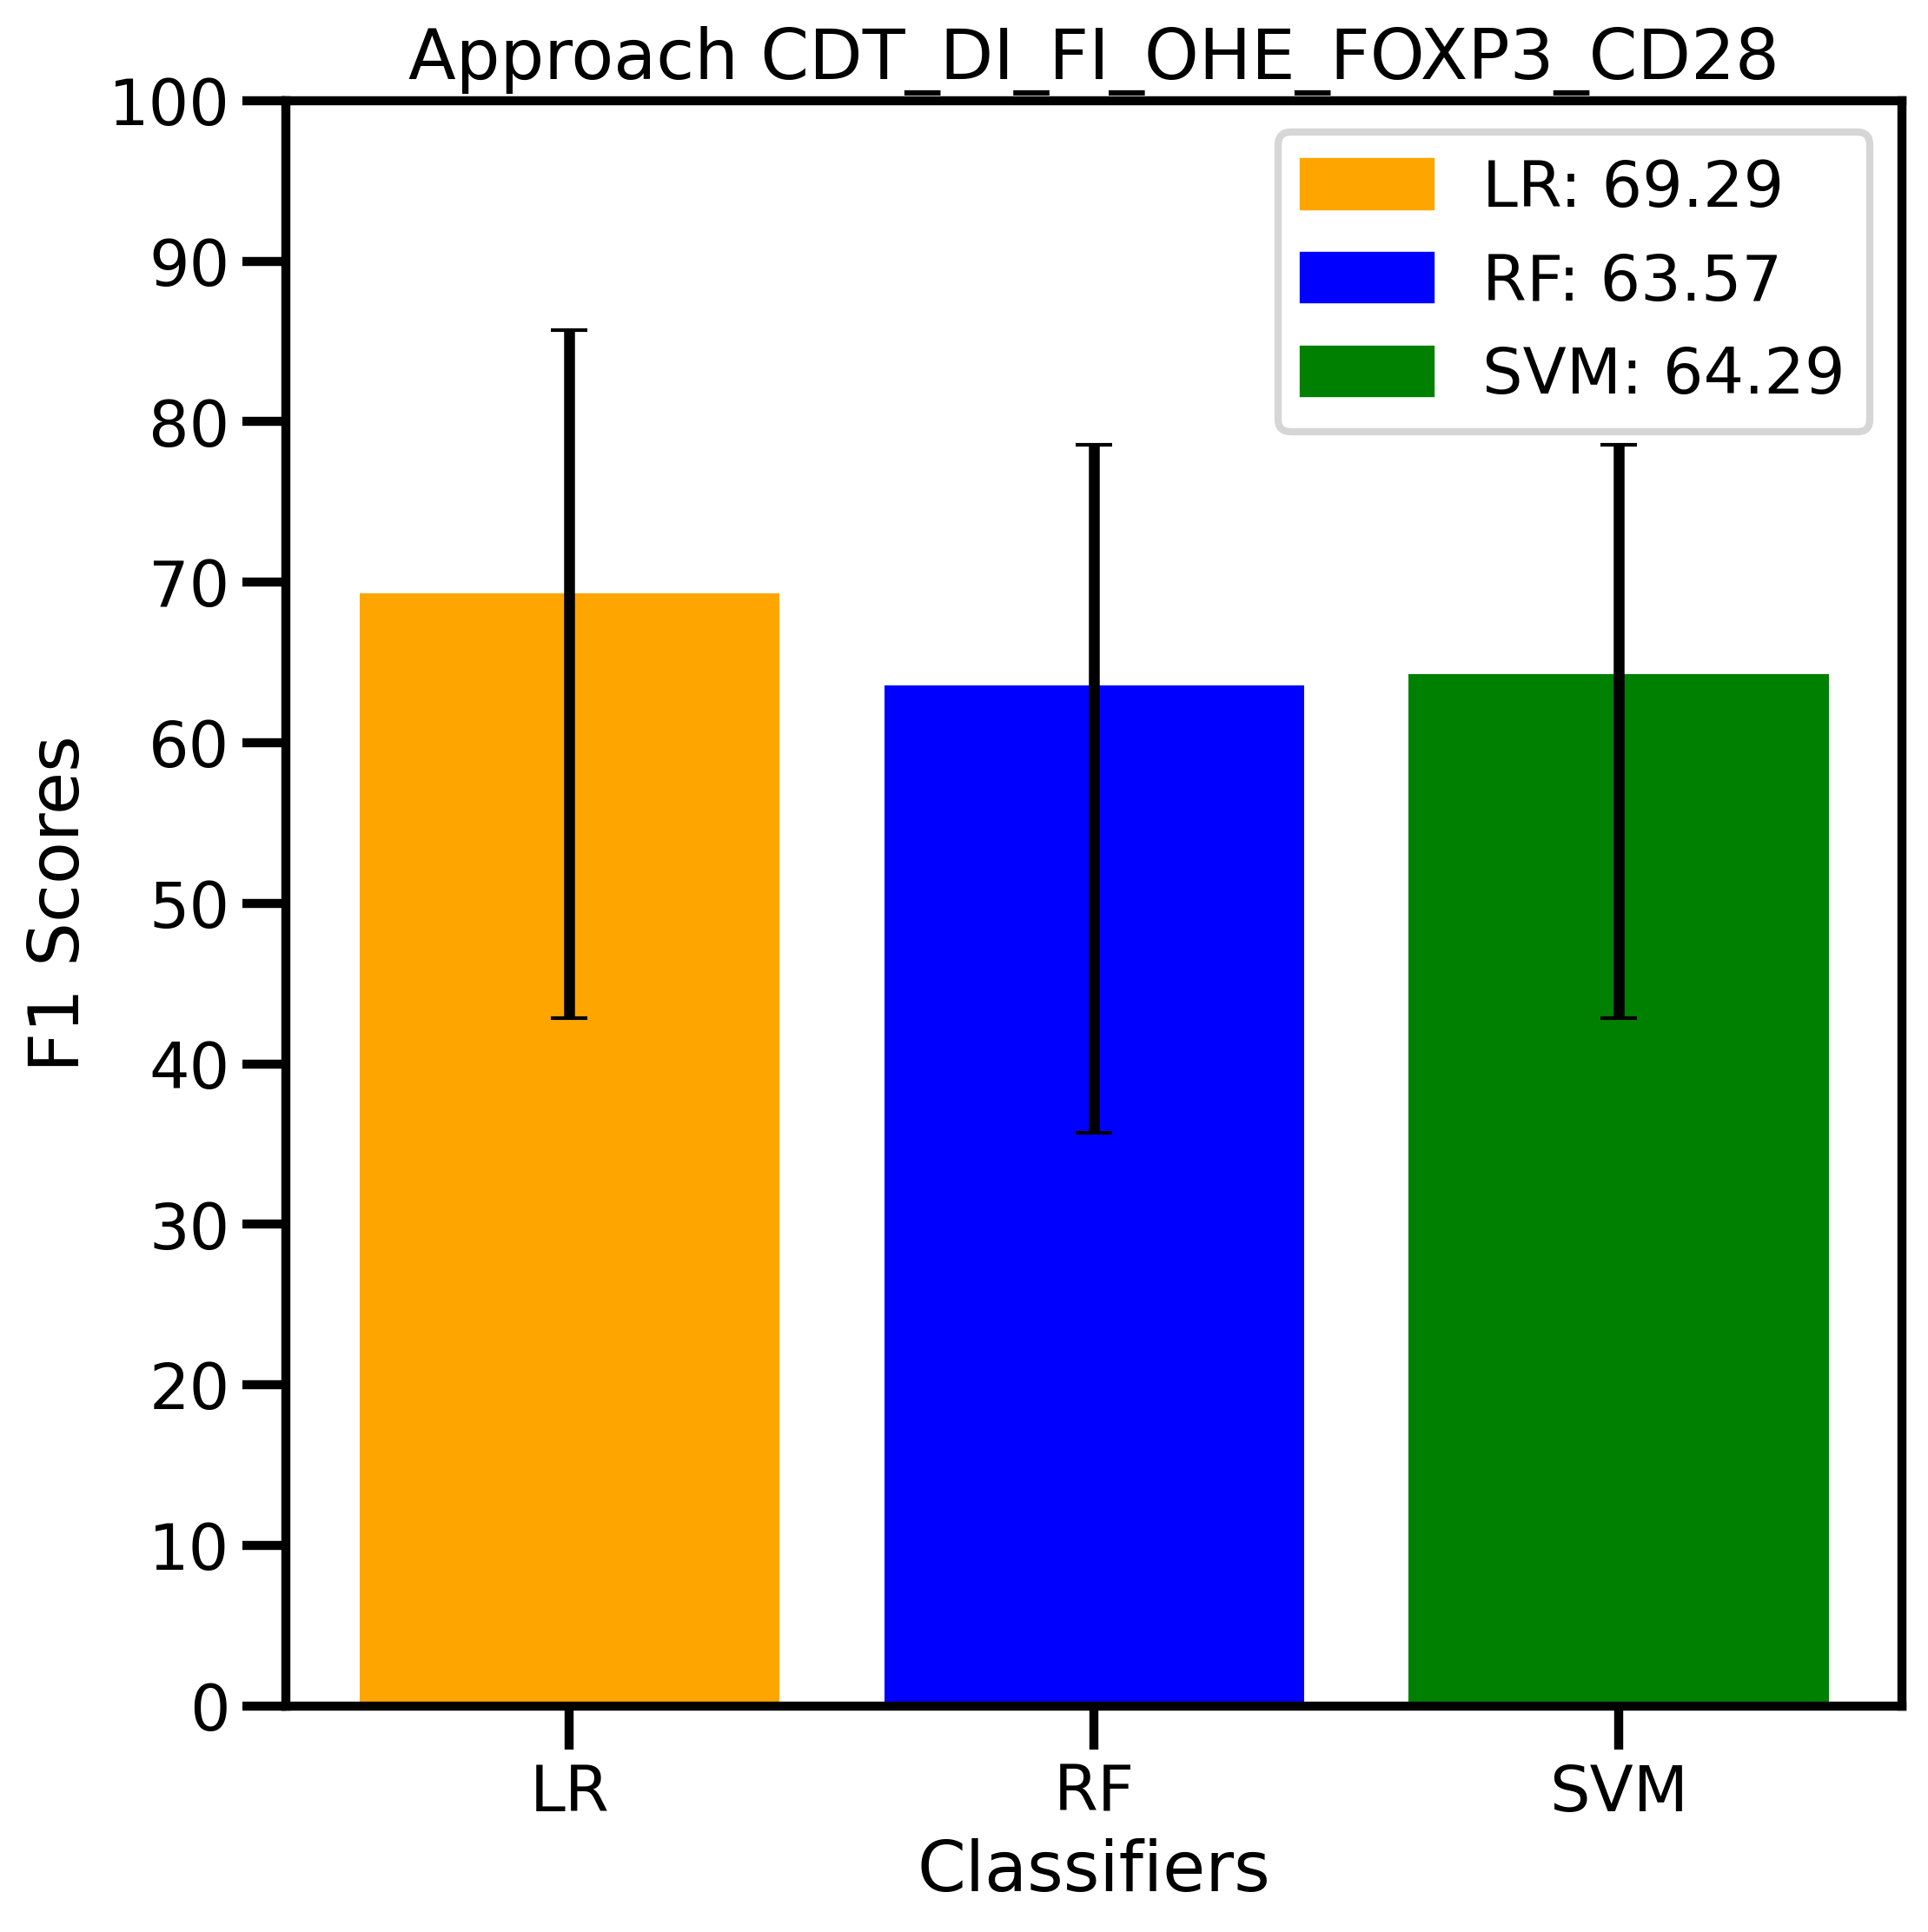 Approach CDT_DI_FI_OHE_FOXP3_CD28
100
90
80
70
60
50
40
30
20
10
0
F1 Scores
LR: 69.29
RF: 63.57
SVM: 64.29
LR
RF
SVM
Classifiers